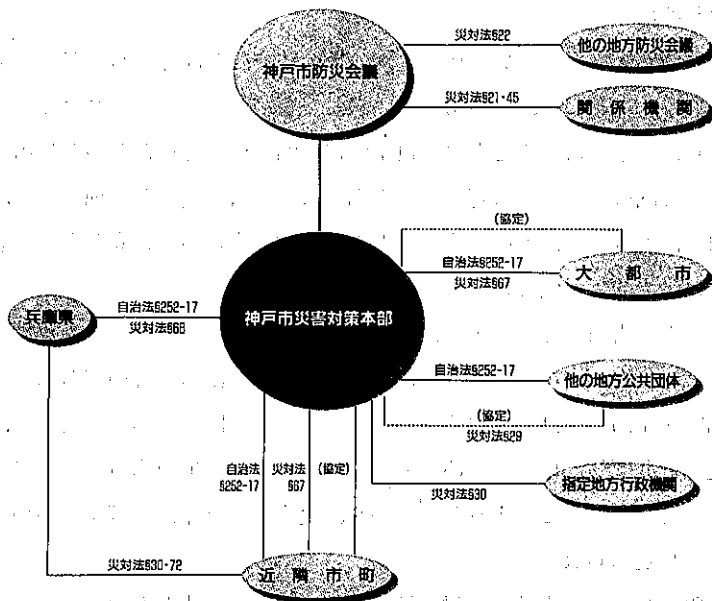 災対法§22
他の地方防災会議
神戸市防災会議
災対法§21・45
関係機関
(協定)
自治法§252-17
大都市
災対法§67
自治法§252-17
兵庫県
災対法§68
神戸市災害対策本部
自治法§252-17
他の地方公共団体
(協定)
災対法§29
自治法
§252-17
災対法
§67
(協定)
災対法§30
指定地方行政機関
災対法§30・72
近隣市町